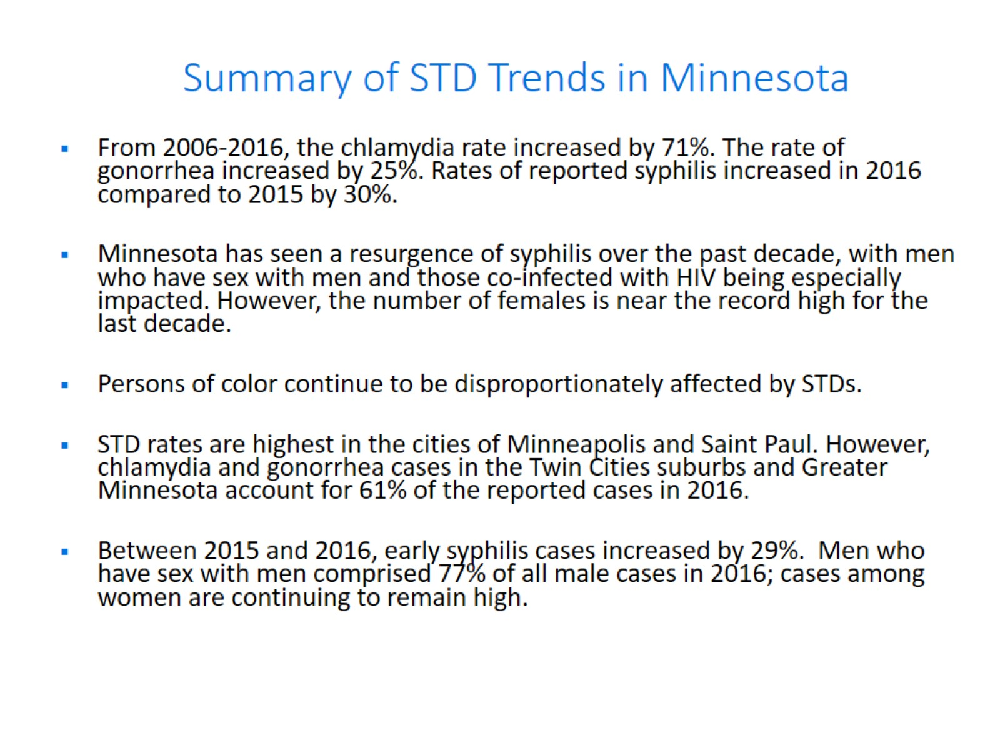 Summary of STD Trends in Minnesota
▪ From 2006-2016, the chlamydia rate increased by 71%. The rate of
gonorrhea increased by 25%. Rates of reported syphilis increased in 2016
compared to 2015 by 30%.
▪ Minnesota has seen a resurgence of syphilis over the past decade, with men
who have sex with men and those co-infected with HIV being especially
impacted. However, the number of females is near the record high for the
last decade.
▪ Persons of color continue to be disproportionately affected by STDs.
▪ STD rates are highest in the cities of Minneapolis and Saint Paul. However,
chlamydia and gonorrhea cases in the Twin Cities suburbs and Greater
Minnesota account for 61% of the reported cases in 2016.
▪ Between 2015 and 2016, early syphilis cases increased by 29%.  Men who
have sex with men comprised 77% of all male cases in 2016; cases among
women are continuing to remain high.